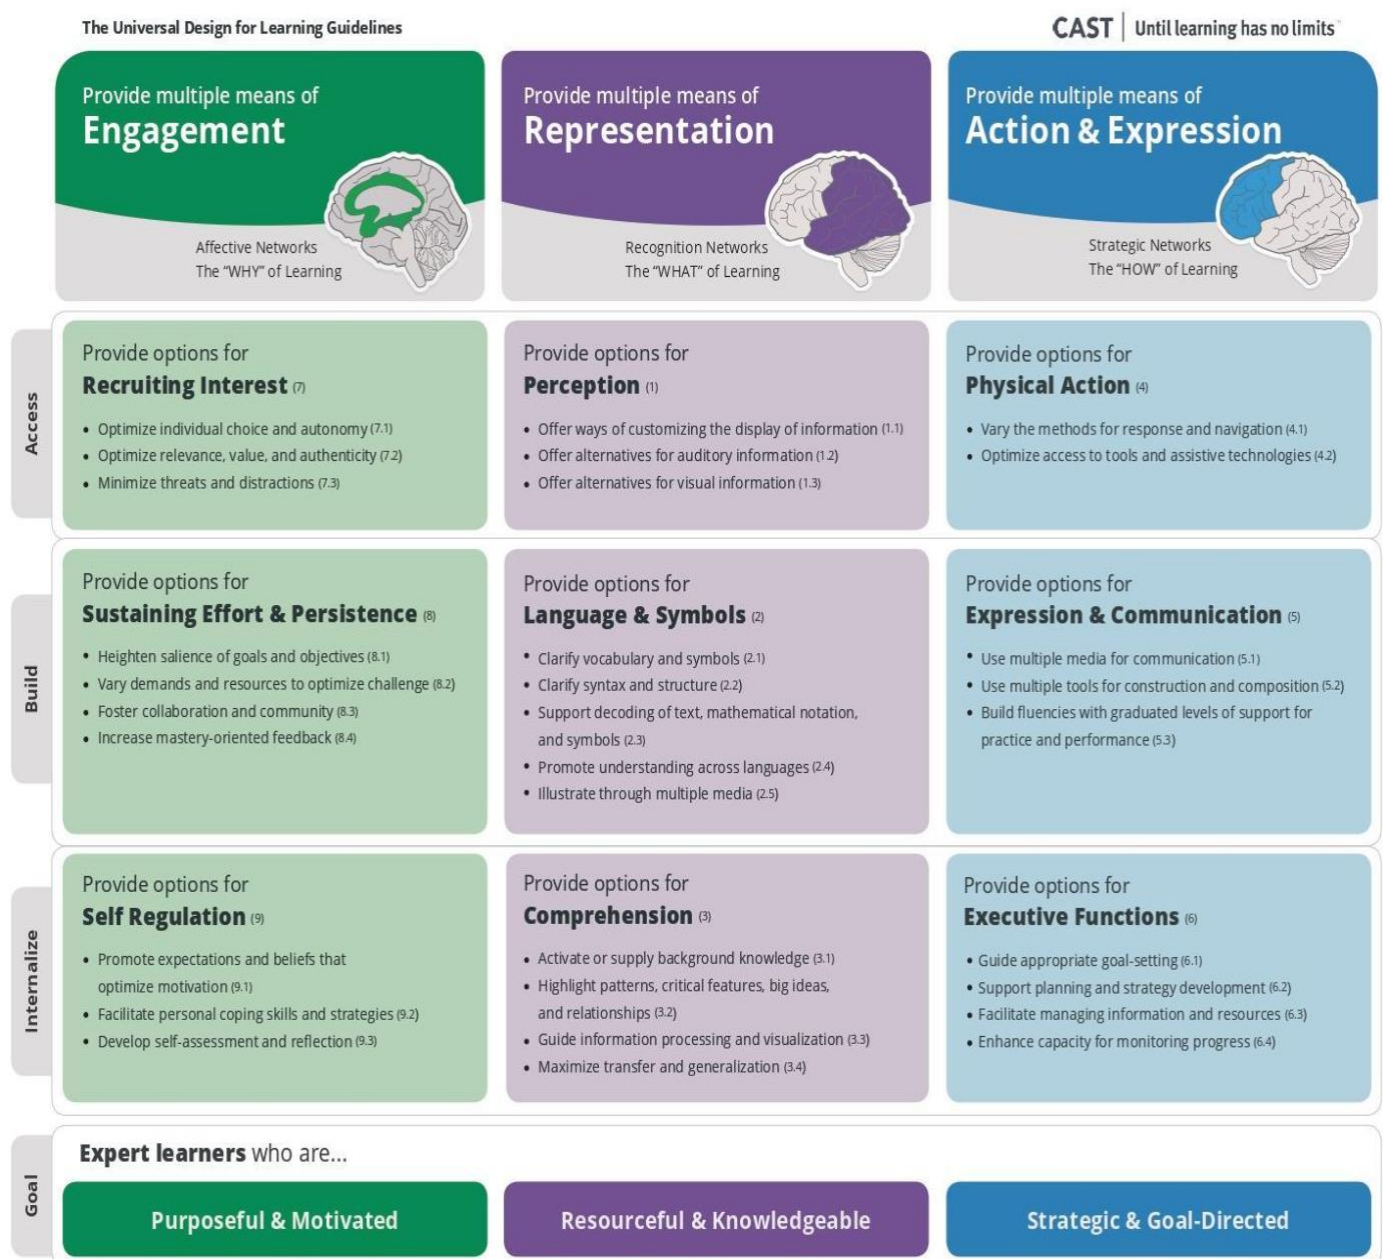 The Universal Design for Learning Guidelines
CAST | Until learning has no limits
Provide multiple means of
Engagement
Affective Networks
The “WHY” of Learning
Provide multiple means of
Representation
Recognition Networks
The “WHAT” of Learning
Provide multiple means of
Action & Expression
Strategic Networks
The “HOW” of Learning
Access
Provide options for
Recruiting Interest (7)
• Optimize individual choice and autonomy (7.1)
• Optimize relevance, value, and authenticity (7.2)
• Minimize threats and distractions (7.3)
Provide options for
Perception (1)
• Offer ways of customizing the display of information (1.1)
• Offer alternatives for auditory information (1.2)
• Offer alternatives for visual information (1.3)
Provide options for
Physical Action (4)
• Vary the methods for response and navigation (4.1)
• Optimize access to tools and assistive technologies (4.2)
Build
Provide options for
Sustaining Effort & Persistence (8)
• Heighten salience of goals and objectives (8.1)
• Vary demands and resources to optimize challenge (8.2)
• Foster collaboration and community (8.3)
• Increase mastery-oriented feedback (8.4)
Provide options for
Language & Symbols (2)
• Clarify vocabulary and symbols (2.1)
• Clarify syntax and structure (2.2)
• Support decoding of text, mathematical notation,
and symbols (2.3)
• Promote understanding across languages (2.4)
• Illustrate through multiple media (2.5)
Provide options for
Expression & Communication (5)
• Use multiple media for communication (5.1)
• Use multiple tools for construction and composition (5.2)
• Build fluencies with graduated levels of support for
practice and performance (5.3)
Internalize
Provide options for
Self Regulation (9)
• Promote expectations and beliefs that
optimize motivation (9.1)
• Facilitate personal coping skills and strategies (9.2)
• Develop self-assessment and reflection (9.3)
Provide options for
Comprehension (3)
• Activate or supply background knowledge (3.1)
• Highlight patterns, critical features, big ideas,
and relationships (3.2)
• Guide information processing and visualization (3.3)
• Maximize transfer and generalization (3.4)
Provide options for
Executive Functions (6)
• Guide appropriate goal-setting (6.1)
• Support planning and strategy development (6.2)
• Facilitate managing information and resources (6.3)
• Enhance capacity for monitoring progress (6.4)
Goal
Expert learners who are...
Purposeful & Motivated
Resourceful & Knowledgeable
Strategic & Goal-Directed